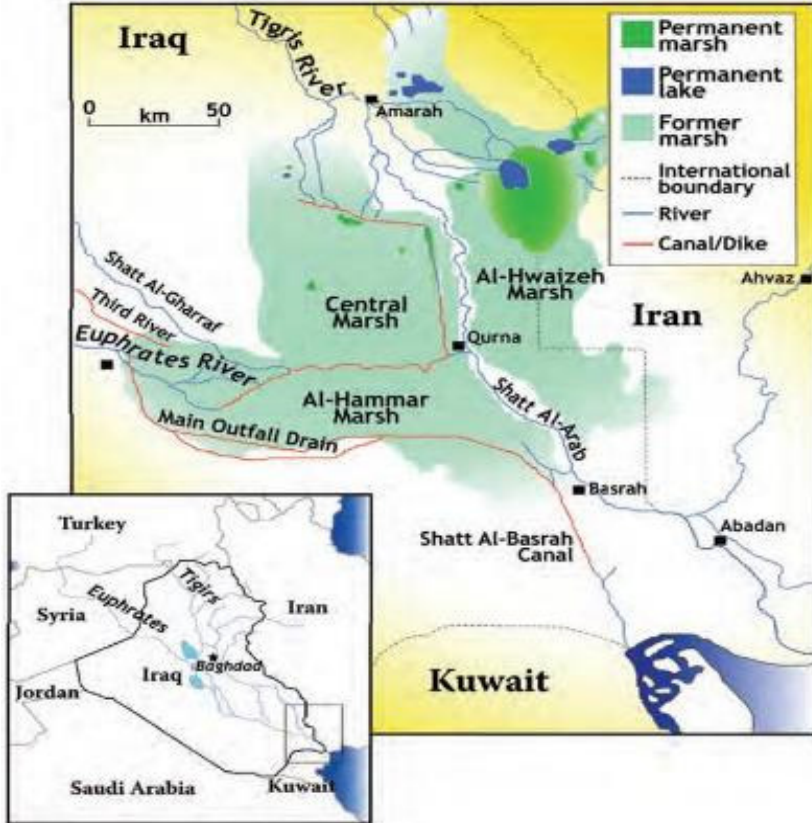 Iraq
Tigris River
Amarah
0 50
km
Permanent
marsh
Permanent
lake
Former
marsh
International
boundary
River
Canal/Dike
Ahvaz
Iran
Al-Hwaizeh
Marsh
Central
Marsh
Qurna
Shatt Al-Gharraf
Third River
Euphrates River
Al-Hammar
Marsh
Main Outfall Drain
Shatt Al-Arab
Basrah
Abadan
Shatt Al-Basrah
Canal
Kuwait
Turkey
Syria
Euphrates
Tigirs
Iran
Baghdad
Iraq
Jordan
Saudi Arabia
Kuwait